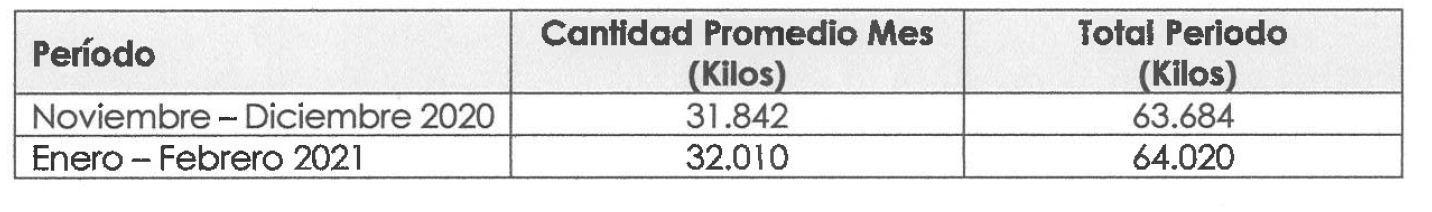 Período
Cantidad Promedio Mes
(Kilos)
Total Periodo
(Kilos)
Noviembre – Diciembre 2020
31.842
63.684
Enero – Febrero 2021
32.010
64.020